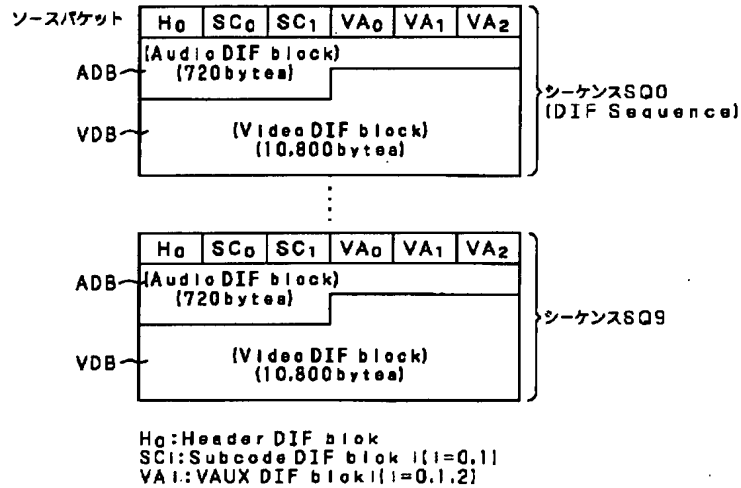 ソースパケット H0 SC0 SC1 VA0 VA1 VA2
(Audio DIF block)
ADB (720bytes)
シーケンスSQ0
(DIF Sequence)
VDB (Video DIF block)
(10,800bytes)
H0 SC0 SC1 VA0 VA1 VA2
ADB (Audio DIF block)
(720bytes)
シーケンスSQ9
VDB (Video DIF block)
(10,800bytes)
H0:Header DIF blok
SCi:Subcode DIF blok i(i=0,1)
VAi:VAUX DIF blok i(i=0,1,2)